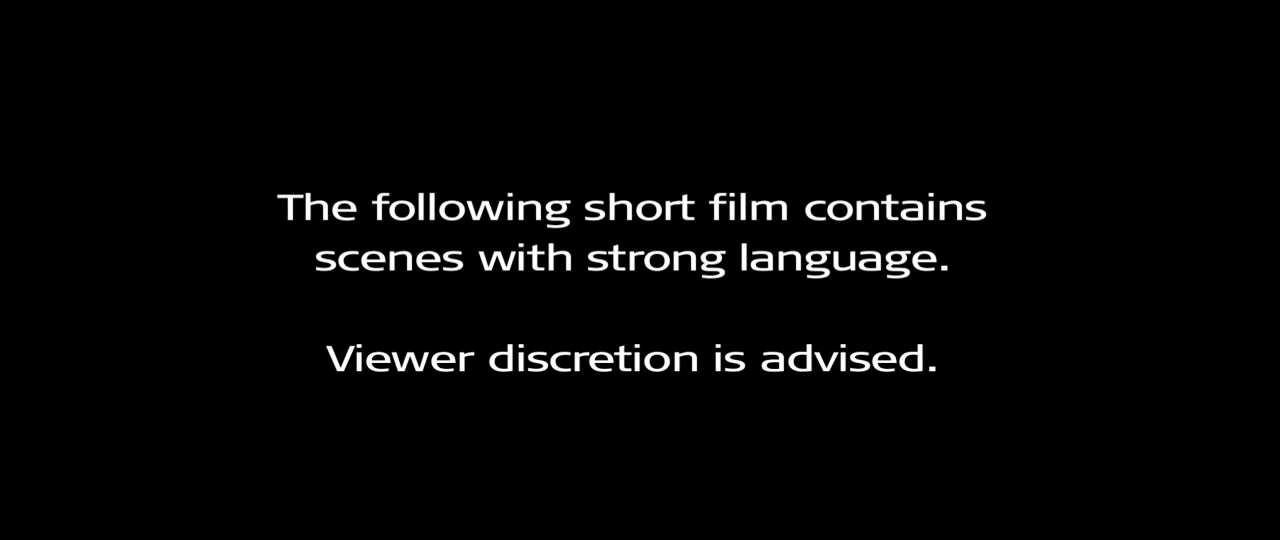 The following short film contains
scenes with strong language.
Viewer discretion is advised.